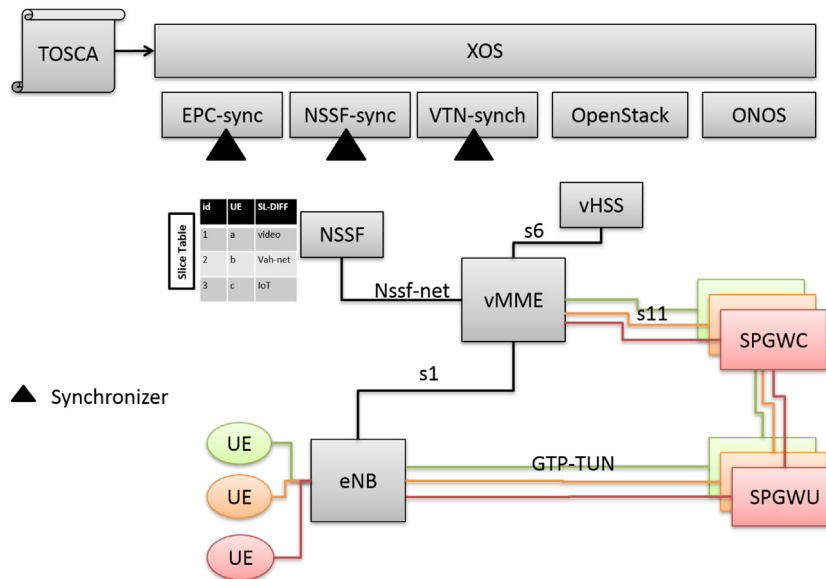 TOSCA
XOS
EPC-sync
NSSF-sync
VTN-synch
OpenStack
ONOS
Slice Table
id UE SL-DIFF
1 a video
2 b Vah-net
3 c IoT
NSSF
vHSS
s6
Nssf-net
vMME
s11
SPGWC
s1
Synchronizer
UE
eNB
GTP-TUN
UE
SPGWU
UE